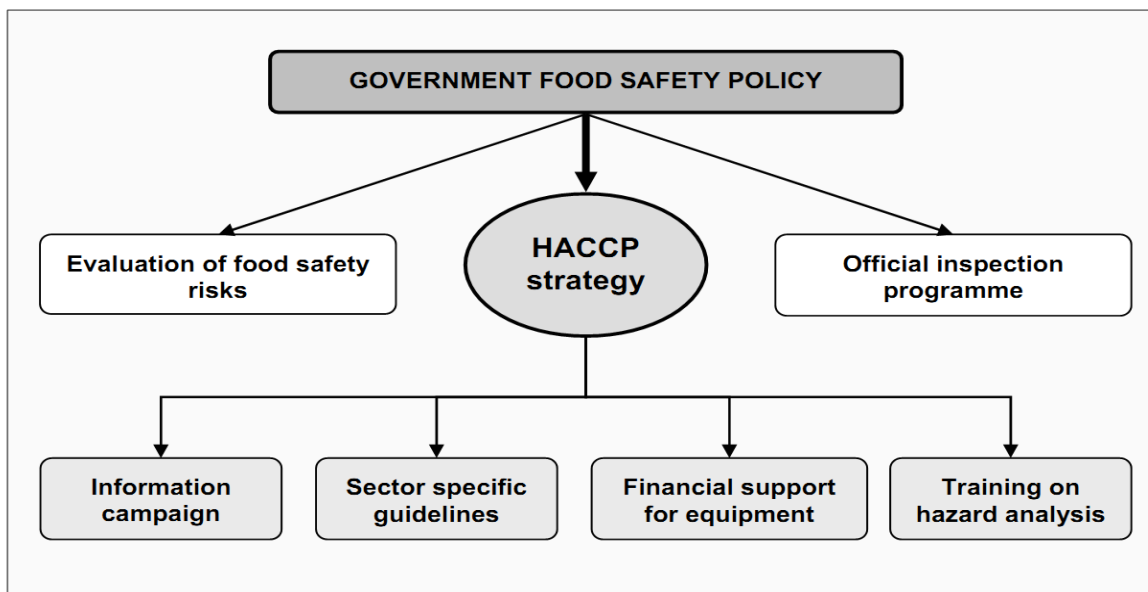 GOVERNMENT FOOD SAFETY POLICY
HACCP
strategy
Evaluation of food safety
risks
Official inspection
programme
Information
campaign
Sector specific
guidelines
Financial support
for equipment
Training on
hazard analysis